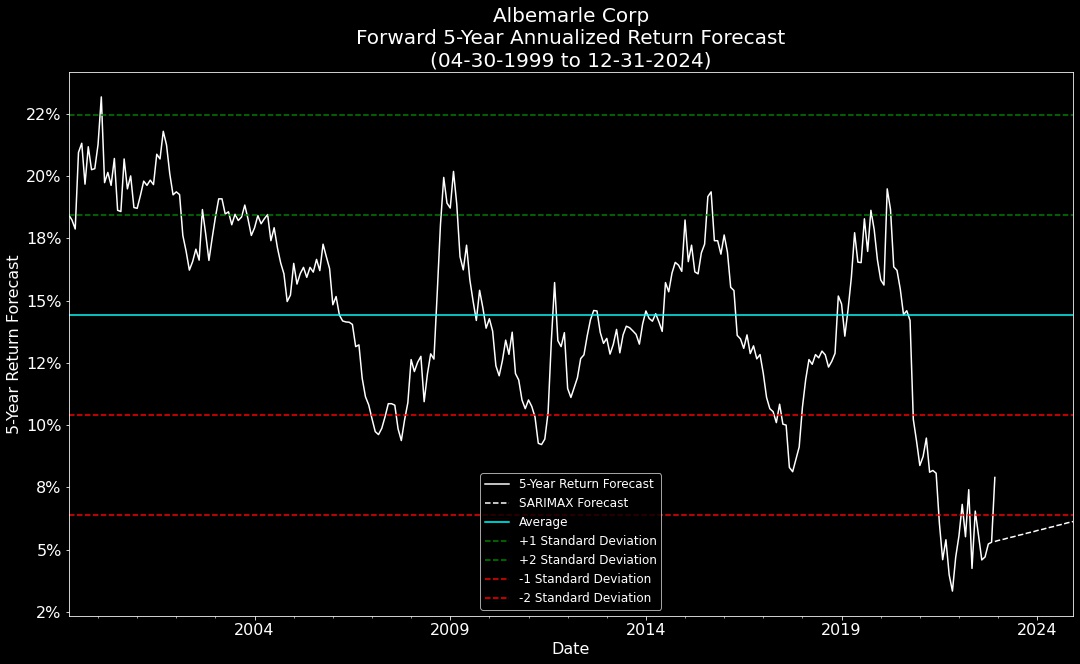 Albemarle Corp
Forward 5-Year Annualized Return Forecast
(04-30-1999 to 12-31-2024)
22%
20%
18%
15%
12%
10%
8%
5%
2%
5-Year Return Forecast
5-Year Return Forecast
SARIMAX Forecast
Average
+1 Standard Deviation
+2 Standard Deviation
-1 Standard Deviation
-2 Standard Deviation
2004
2009
2014
2019
2024
Date